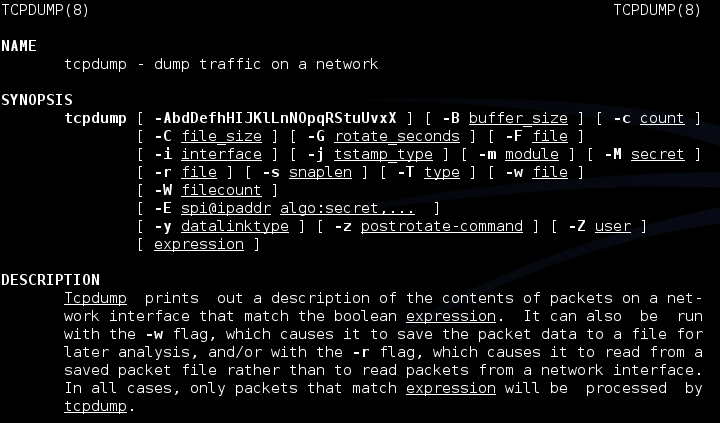 TCPDUMP(8) TCPDUMP(8)
NAME
tcpdump - dump traffic on a network
SYNOPSIS
tcpdump [ -AbdDefhHIJKlLnNOpqRStuUvxX ] [ -B buffer_size ] [ -c count ]
[ -C file_size ] [ -G rotate_seconds ] [ -F file ]
[ -i interface ] [ -j tstamp_type ] [ -m module ] [ -M secret ]
[ -r file ] [ -s snaplen ] [ -T type ] [ -w file ]
[ -W filecount ]
[ -E spi@ipaddr algo:secret,... ]
[ -y datalinktype ] [ -z postrotate-command ] [ -Z user ]
[ expression ]
DESCRIPTION
Tcpdump prints out a description of the contents of packets on a net-
work interface that match the boolean expression. It can also be run
with the -w flag, which causes it to save the packet data to a file for
later analysis, and/or with the -r flag, which causes it to read from a
saved packet file rather than to read packets from a network interface.
In all cases, only packets that match expression will be processed by
tcpdump.